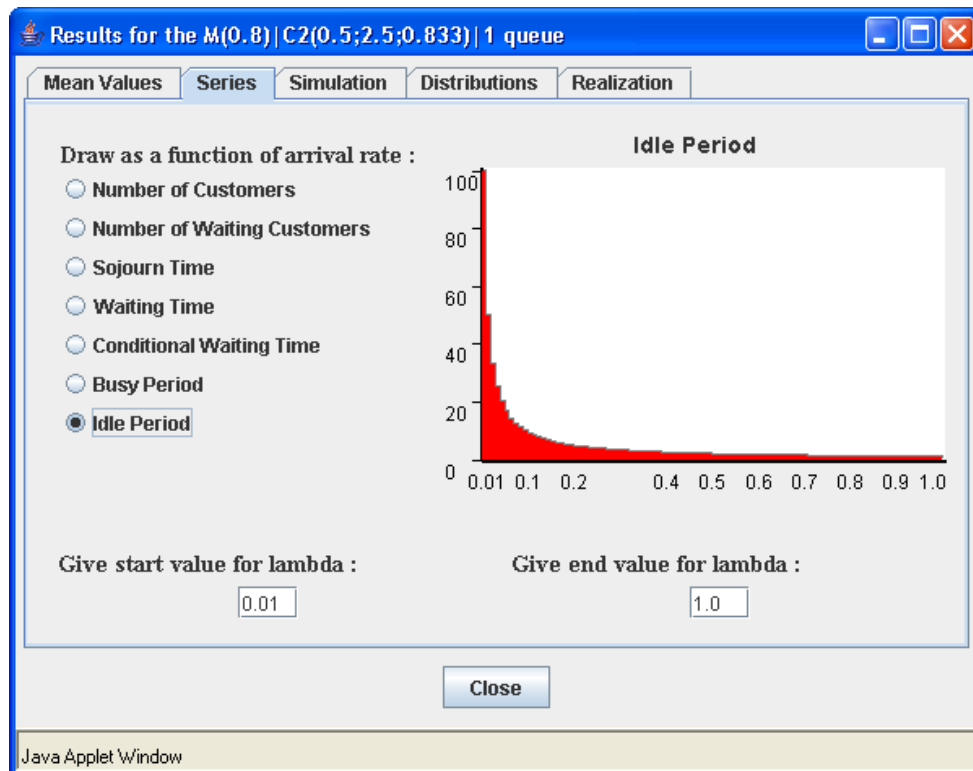 Results for the M(0.8)|C2(0.5;2.5;0.833)|1 queue
Mean Values Series Simulation Distributions Realization
Draw as a function of arrival rate :
Number of Customers
Number of Waiting Customers
Sojourn Time
Waiting Time
Conditional Waiting Time
Busy Period
Idle Period
Idle Period
100
80
60
40
20
0
0.01 0.1 0.2 0.4 0.5 0.6 0.7 0.8 0.9 1.0
Give start value for lambda :
0.01
Give end value for lambda :
1.0
Close
Java Applet Window